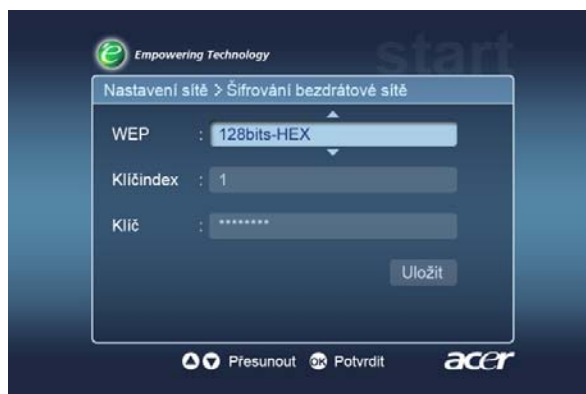 e Empowering Technology
start
Nastavení sítě > Šifrování bezdrátové sítě
WEP : 128bits-HEX
Klíčindex : 1
Klíč : ********
Uložit
Přesunout OK Potvrdit acer